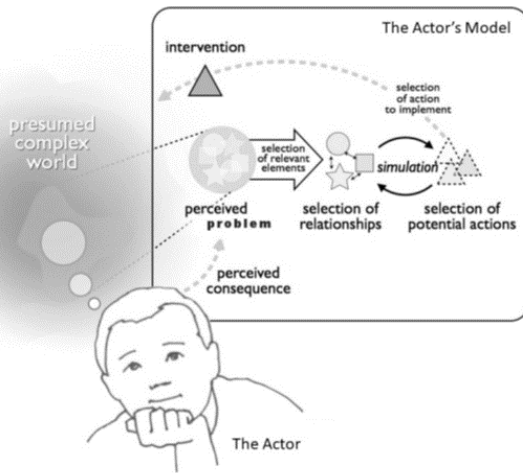 The Actor's Model
intervention
selection
of action
to implement
presumed
complex
world
selection
of relevant
elements
simulation
perceived
problem
selection of
relationships
selection of
potential actions
perceived
consequence
The Actor